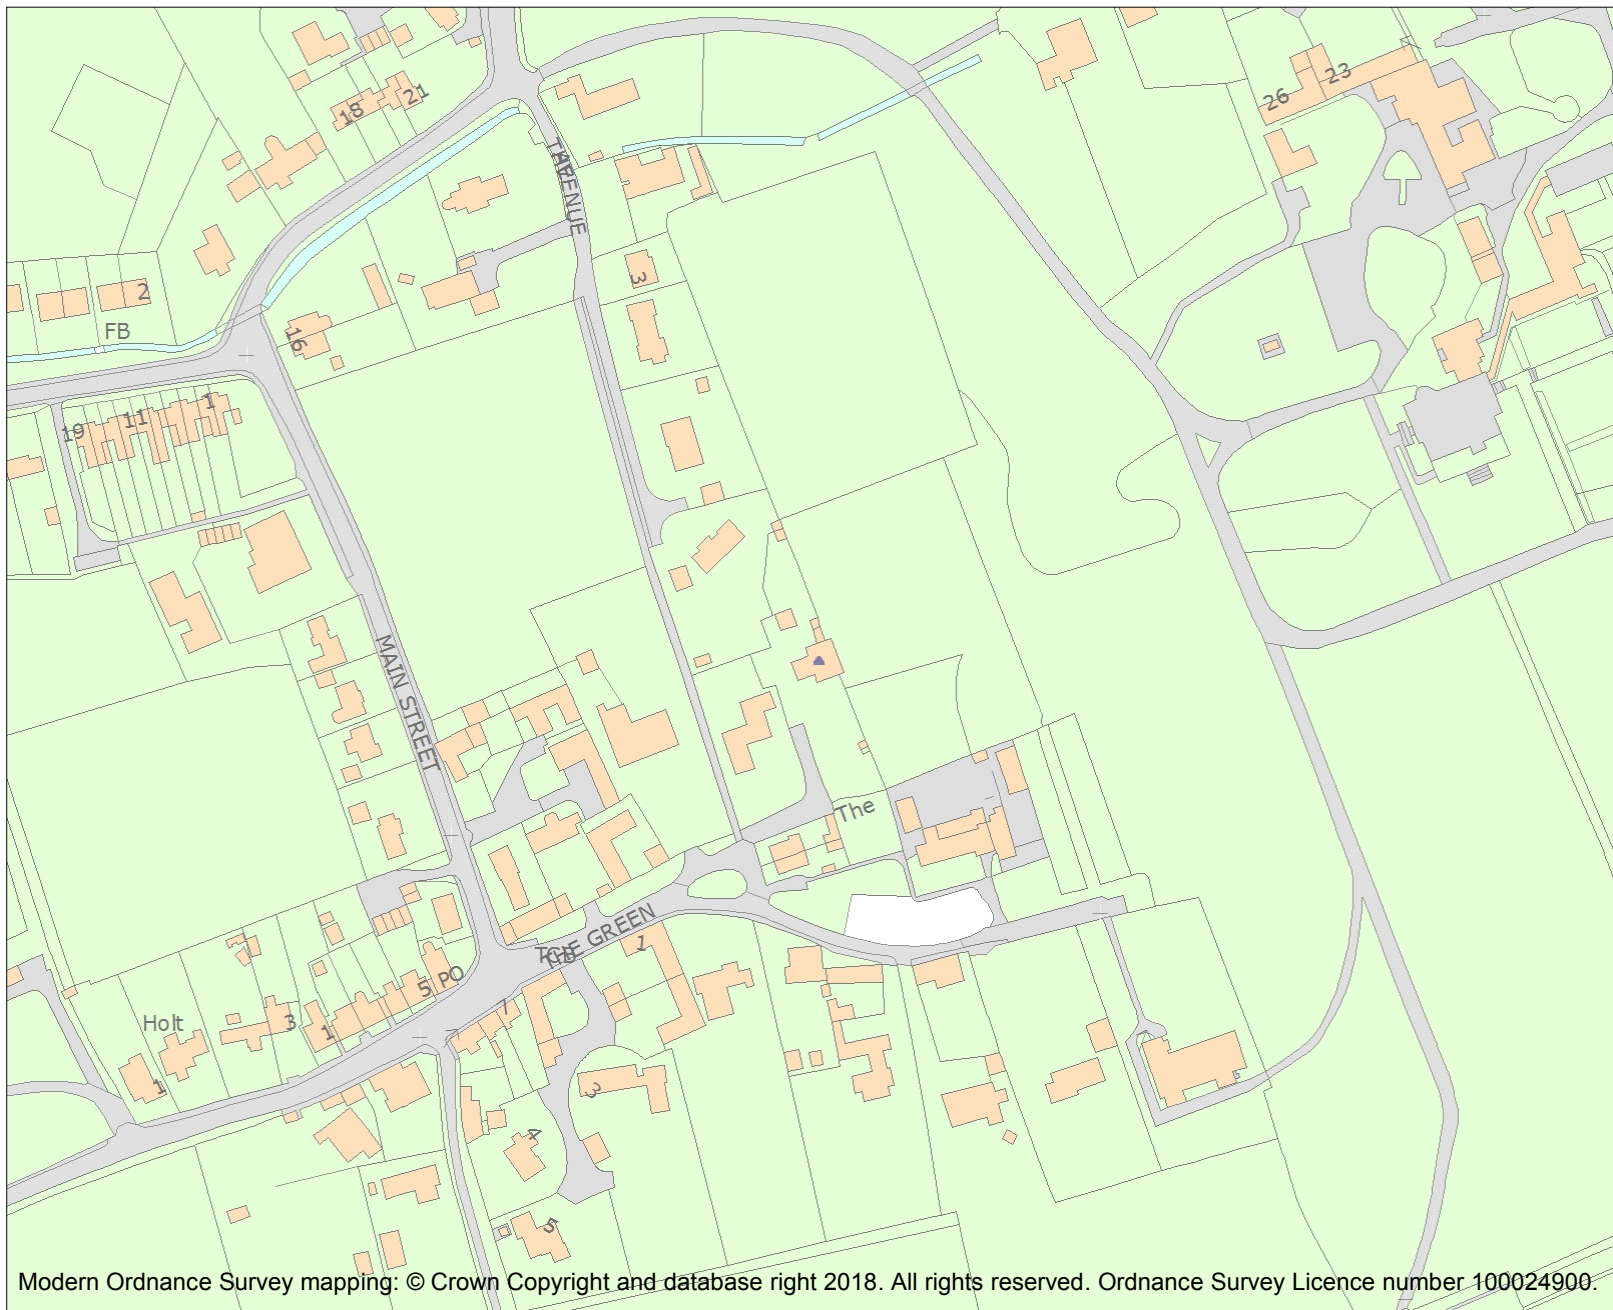 23
21
26
18
THE
AVENUE
3
2
FB
16
1
11
19
MAIN STREET
The
THE GREEN
TCB
1
PO
5
7
Holt
3
1
1
3
4
5
Modern Ordnance Survey mapping: © Crown Copyright and database right 2018. All rights reserved. Ordnance Survey Licence number 100024900.